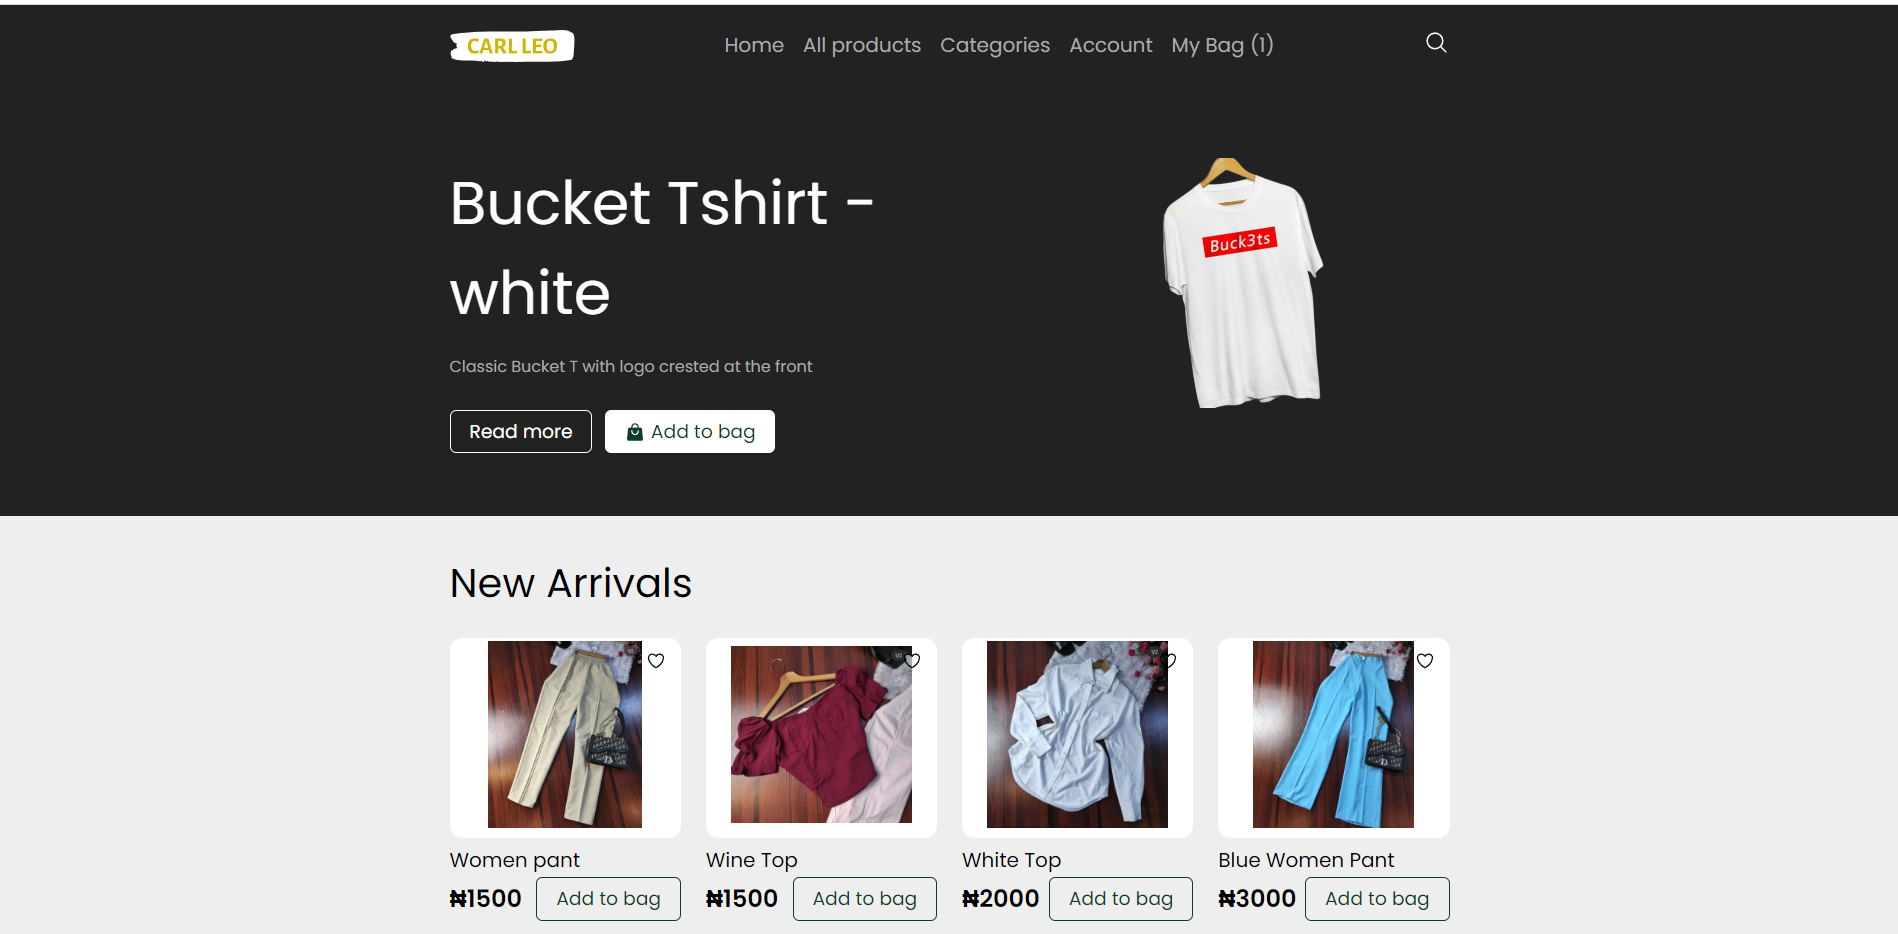 CARL LEO
Home All products Categories Account My Bag (1)
Bucket Tshirt -
white
Buck3ts
Classic Bucket T with logo crested at the front
Read more Add to bag
New Arrivals
Women pant Wine Top White Top Blue Women Pant
₦1500 Add to bag ₦1500 Add to bag ₦2000 Add to bag ₦3000 Add to bag